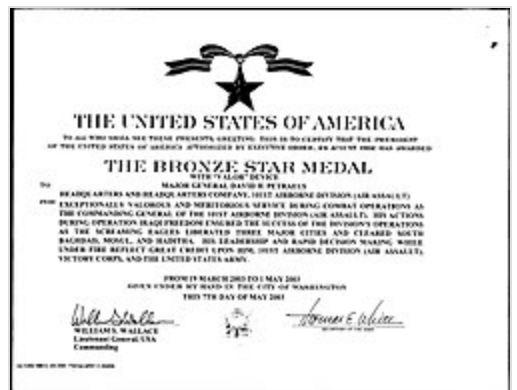 THE UNITED STATES OF AMERICA
TO ALL WHO SHALL SEE THESE PRESENTS, GREETING: THIS IS TO CERTIFY THAT THE PRESIDENT
OF THE UNITED STATES OF AMERICA AUTHORIZED BY EXECUTIVE ORDER, 24 AUGUST 1962 HAS AWARDED
THE BRONZE STAR MEDAL
WITH "VALOR" DEVICE
TO MAJOR GENERAL DAVID H PETRAEUS
HEADQUARTERS AND HEADQUARTERS COMPANY, 101ST AIRBORNE DIVISION (AIR ASSAULT)
FOR EXCEPTIONALLY VALOROUS AND MERITORIOUS SERVICE DURING COMBAT OPERATIONS AS
THE COMMANDING GENERAL OF THE 101ST AIRBORNE DIVISION (AIR ASSAULT). HIS ACTIONS
DURING OPERATION IRAQI FREEDOM ENSURED THE SUCCESS OF THE DIVISION'S OPERATIONS
AS THE SCREAMING EAGLES LIBERATED THREE MAJOR CITIES AND CLEARED SOUTH
BAGHDAD, MOSUL, AND HADITHA. HIS LEADERSHIP AND RAPID DECISION MAKING WHILE
UNDER FIRE REFLECT GREAT CREDIT UPON HIM, 101ST AIRBORNE DIVISION (AIR ASSAULT),
VICTORY CORPS, AND THE UNITED STATES ARMY.
FROM 19 MARCH 2003 TO 1 MAY 2003
GIVEN UNDER MY HAND IN THE CITY OF WASHINGTON
THIS 7TH DAY OF MAY 2003
WILLIAM S. WALLACE
Lieutenant General, USA
Commanding